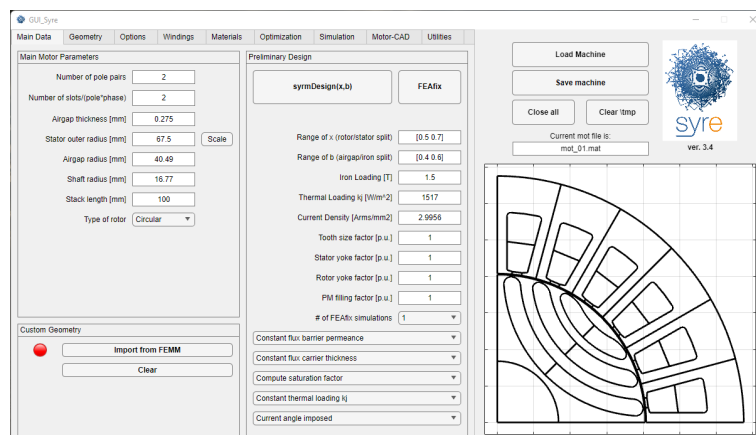 GUI_Syre
Main Data Geometry Options Windings Materials Optimization Simulation Motor-CAD Utilities
Main Motor Parameters
Number of pole pairs 2
Number of slots/(pole*phase) 2
Airgap thickness [mm] 0.275
Stator outer radius [mm] 67.5 Scale
Airgap radius [mm] 40.49
Shaft radius [mm] 16.77
Stack length [mm] 100
Type of rotor Circular
Custom Geometry
Import from FEMM
Clear
Preliminary Design
syrmDesign(x,b) FEAfix
Range of x (rotor/stator split) [0.5 0.7]
Range of b (airgap/iron split) [0.4 0.6]
Iron Loading [T] 1.5
Thermal Loading kj [W/m^2] 1517
Current Density [Arms/mm2] 2.9956
Tooth size factor [p.u.] 1
Stator yoke factor [p.u.] 1
Rotor yoke factor [p.u.] 1
PM filling factor [p.u.] 1
# of FEAfix simulations 1
Constant flux barrier permeance
Constant flux carrier thickness
Compute saturation factor
Constant thermal loading kj
Current angle imposed
Load Machine
Save machine
Close all Clear \tmp
Current mot file is:
mot_01.mat
syre
ver. 3.4